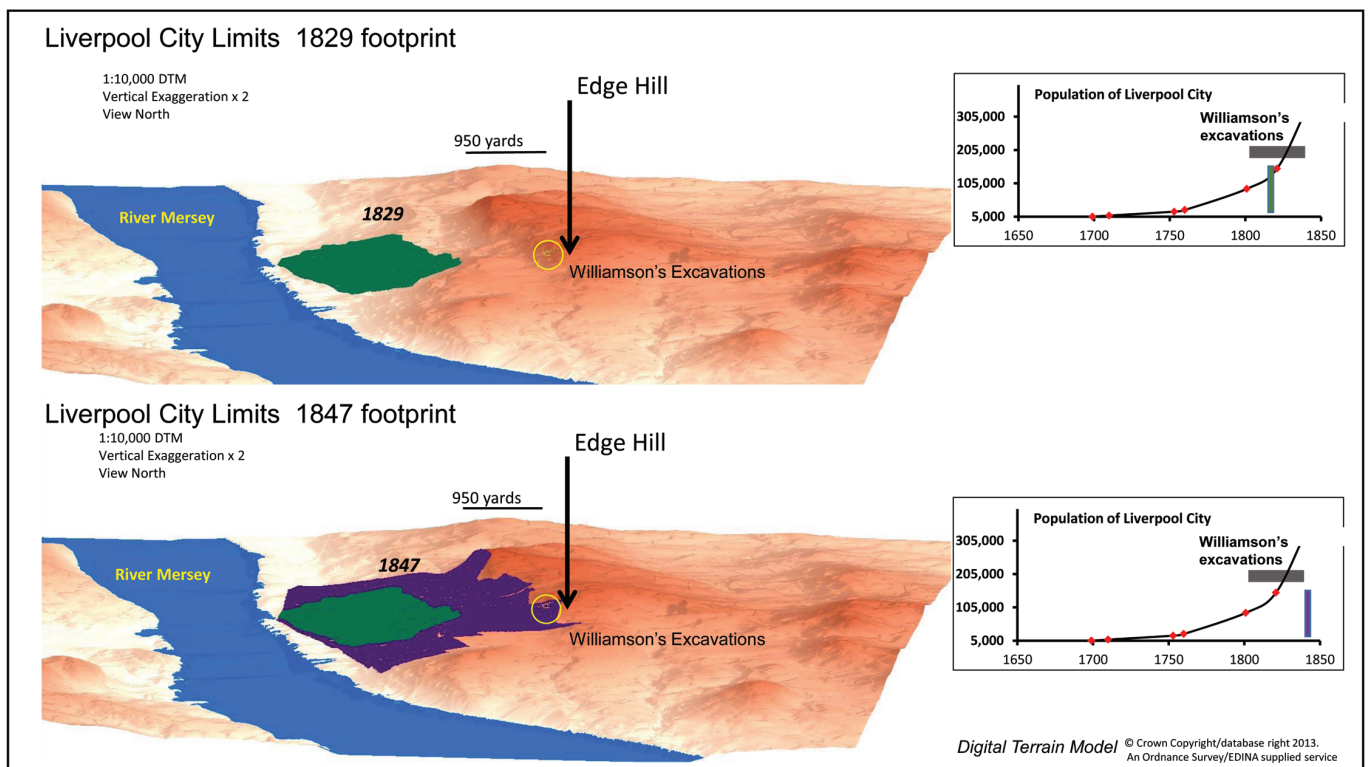 Liverpool City Limits 1829 footprint
1:10,000 DTM
Vertical Exaggeration x 2
View North
Edge Hill
950 yards
River Mersey
1829
Williamson's Excavations
Population of Liverpool City
Williamson's
excavations
305,000
205,000
105,000
5,000
1650 1700 1750 1800 1850
Liverpool City Limits 1847 footprint
1:10,000 DTM
Vertical Exaggeration x 2
View North
Edge Hill
950 yards
River Mersey
1847
Williamson's Excavations
Population of Liverpool City
Williamson's
excavations
305,000
205,000
105,000
5,000
1650 1700 1750 1800 1850
Digital Terrain Model © Crown Copyright/database right 2013.
An Ordnance Survey/EDINA supplied service